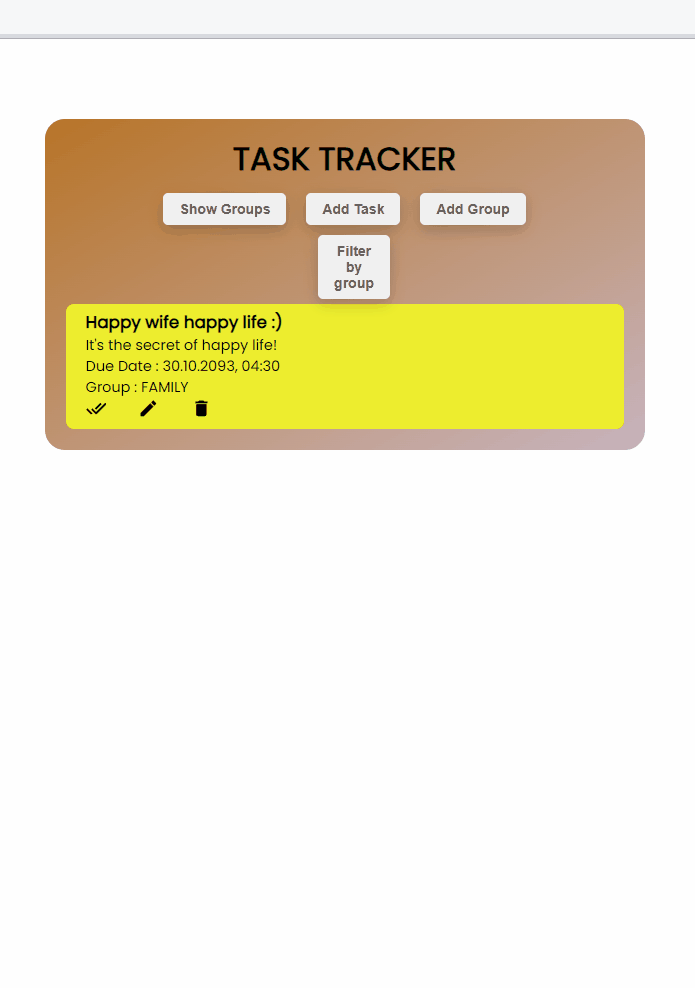 TASK TRACKER
Show Groups
Add Task
Add Group
Filter
by
group
Happy wife happy life :)
It's the secret of happy life!
Due Date : 30.10.2093, 04:30
Group : FAMILY